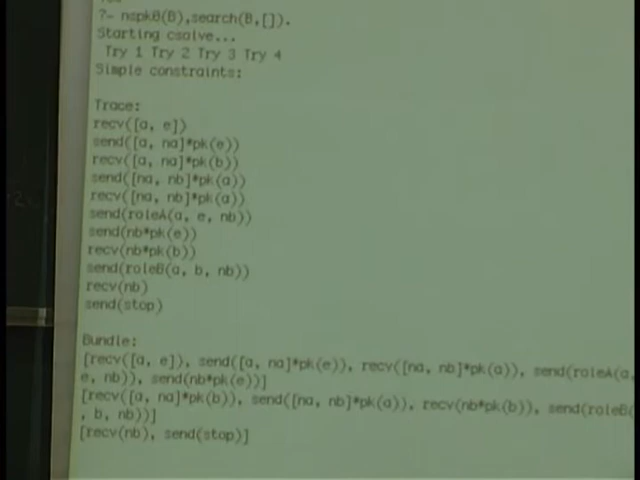 ?- nspk0(B),search(B,[]).
Starting csolve...
Try 1 Try 2 Try 3 Try 4
Simple constraints:
Trace:
recv([a, e])
send([a, na]*pk(e))
recv([a, na]*pk(b))
send([na, nb]*pk(a))
recv([na, nb]*pk(a))
send(roleA(a, e, nb))
send(nb*pk(e))
recv(nb*pk(b))
send(roleB(a, b, nb))
recv(nb)
send(stop)
Bundle:
[recv([a, e]), send([a, na]*pk(e)), recv([na, nb]*pk(a)), send(roleA(a,
e, nb)), send(nb*pk(e))]
[recv([a, na]*pk(b)), send([na, nb]*pk(a)), recv(nb*pk(b)), send(roleB(
, b, nb))]
[recv(nb), send(stop)]